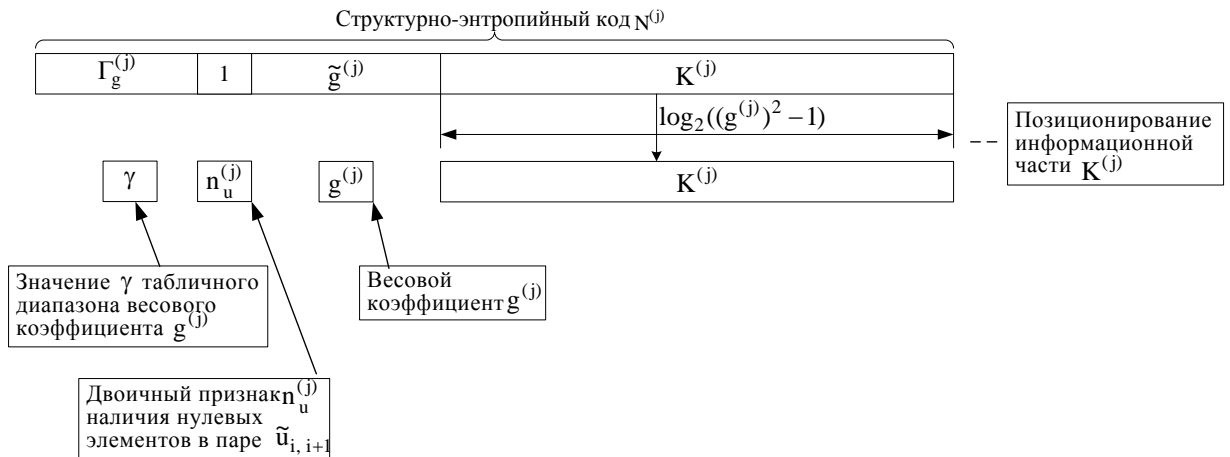 Структурно-энтропийный код N^(j)
Γ_g^(j) 1 g̃^(j) K^(j)
log₂((g^(j))² – 1)
Позиционирование
информационной
части K^(j)
γ n_u^(j) g^(j) K^(j)
Значение γ табличного
диапазона весового
коэффициента g^(j)
Весовой
коэффициент g^(j)
Двоичный признак n_u^(j)
наличия нулевых
элементов в паре ũ_i, i+1